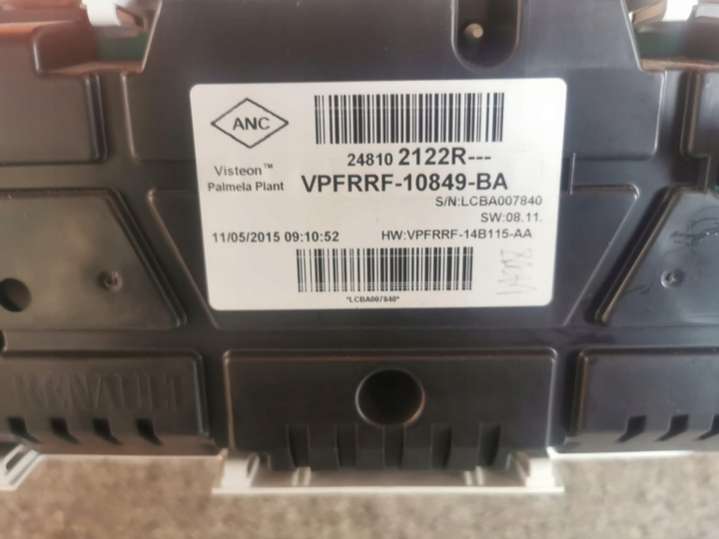 ANC
24810 2122R---
Visteon™
Palmela Plant
VPFRRF-10849-BA
S/N:LCBA007840
SW:08.11.
11/05/2015 09:10:52
HW:VPFRRF-14B115-AA
*LCBA007840*
RENAULT